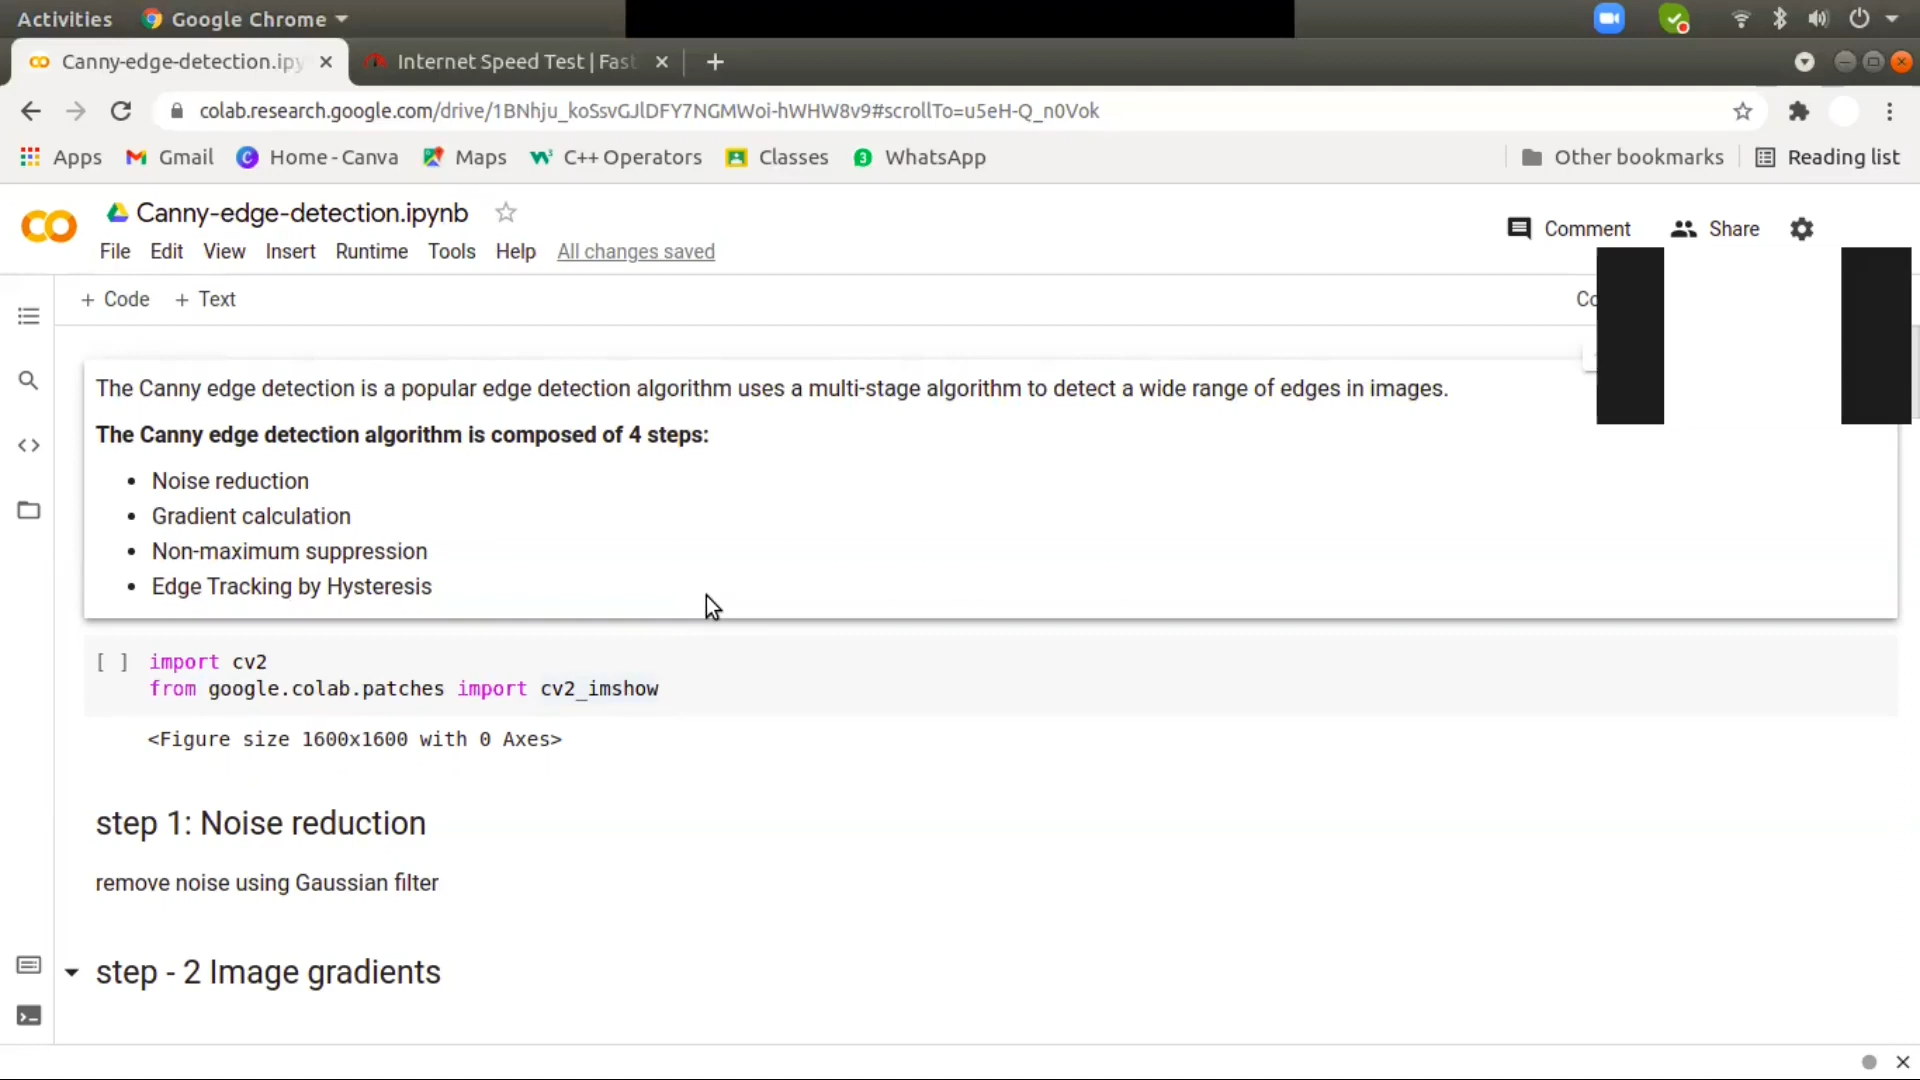 Activities Google Chrome
Canny-edge-detection.ipy Internet Speed Test | Fast
colab.research.google.com/drive/1BNhju_koSsvGJlDFY7NGMWoi-hWHW8v9#scrollTo=u5eH-Q_n0Vok
Apps Gmail Home - Canva Maps C++ Operators Classes 3 WhatsApp Other bookmarks Reading list
Canny-edge-detection.ipynb
Comment Share
File Edit View Insert Runtime Tools Help All changes saved
+ Code + Text
The Canny edge detection is a popular edge detection algorithm uses a multi-stage algorithm to detect a wide range of edges in images.
The Canny edge detection algorithm is composed of 4 steps:
• Noise reduction
• Gradient calculation
• Non-maximum suppression
• Edge Tracking by Hysteresis
[ ] import cv2
from google.colab.patches import cv2_imshow
<Figure size 1600x1600 with 0 Axes>
step 1: Noise reduction
remove noise using Gaussian filter
step - 2 Image gradients